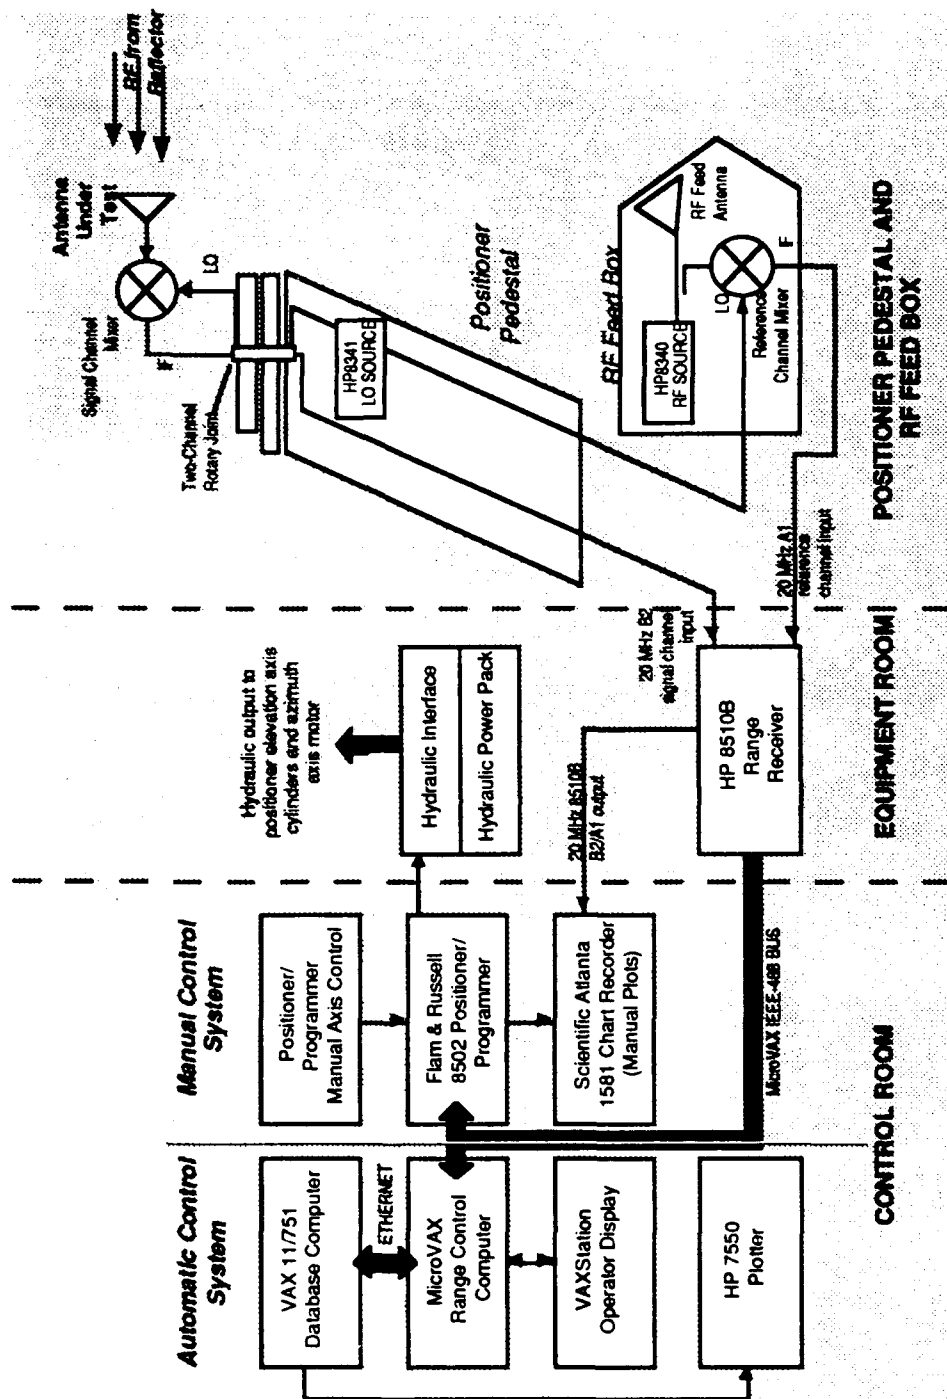 Automatic Control
System
VAX 11/751
Database Computer
ETHERNET
MicroVAX
Range Control
Computer
VAXStation
Operator Display
HP 7550
Plotter
Manual Control
System
Positioner/
Programmer
Manual Axis Control
Flam & Russell
8502 Positioner/
Programmer
Scientific Atlanta
1581 Chart Recorder
(Manual Plots)
MicroVAX IEEE-488 BUS
CONTROL ROOM
Hydraulic output to
positioner elevation axis
cylinders and azimuth
axis motor
Hydraulic Interface
Hydraulic Power Pack
20 MHz 8510B
B2/A1 output
20 MHz B2
signal channel
input
HP 8510B
Range
Receiver
EQUIPMENT ROOM
RF from
Reflector
Antenna
Under
Test
Signal Channel
Mixer
LO
IF
Two-Channel
Rotary Joint
HP8341
LO SOURCE
Positioner
Pedestal
RF Feed Box
HP8340
RF SOURCE
RF Feed
Antenna
LO
Reference
Channel Mixer
IF
20 MHz A1
reference
channel input
POSITIONER PEDESTAL AND
RF FEED BOX